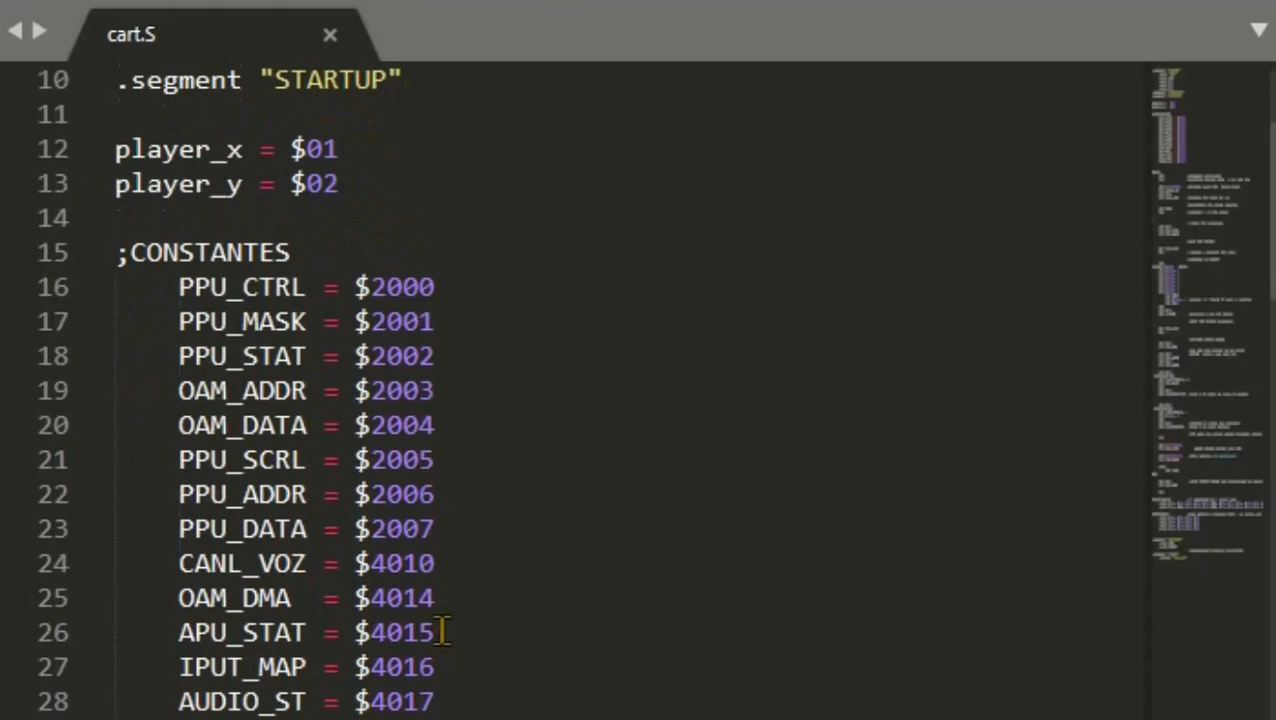 cart.S
10 .segment "STARTUP"
11
12 player_x = $01
13 player_y = $02
14
15 ;CONSTANTES
16 PPU_CTRL = $2000
17 PPU_MASK = $2001
18 PPU_STAT = $2002
19 OAM_ADDR = $2003
20 OAM_DATA = $2004
21 PPU_SCRL = $2005
22 PPU_ADDR = $2006
23 PPU_DATA = $2007
24 CANL_VOZ = $4010
25 OAM_DMA = $4014
26 APU_STAT = $4015
27 IPUT_MAP = $4016
28 AUDIO_ST = $4017